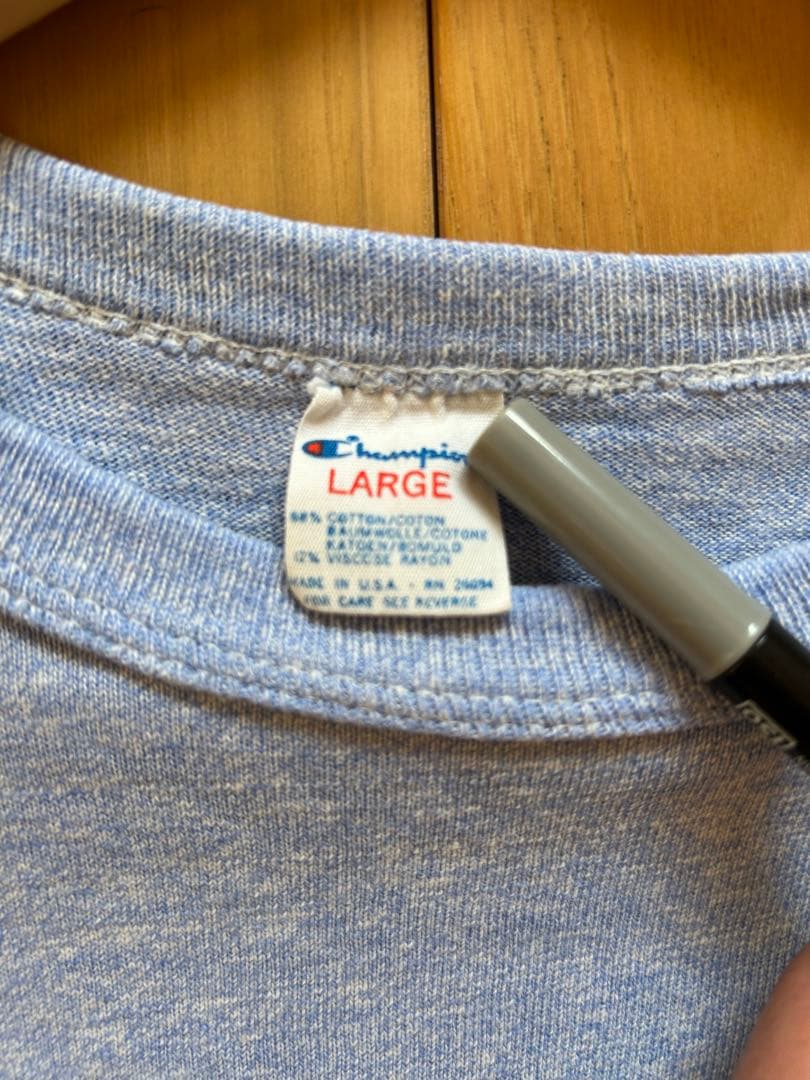 Champion
LARGE
88% COTTON/COTON
BAUMWOLLE/COTONE
KATOEN/BOMULD
12% VISCOSE RAYON
MADE IN U.S.A. - RN 26094
FOR CARE SEE REVERSE